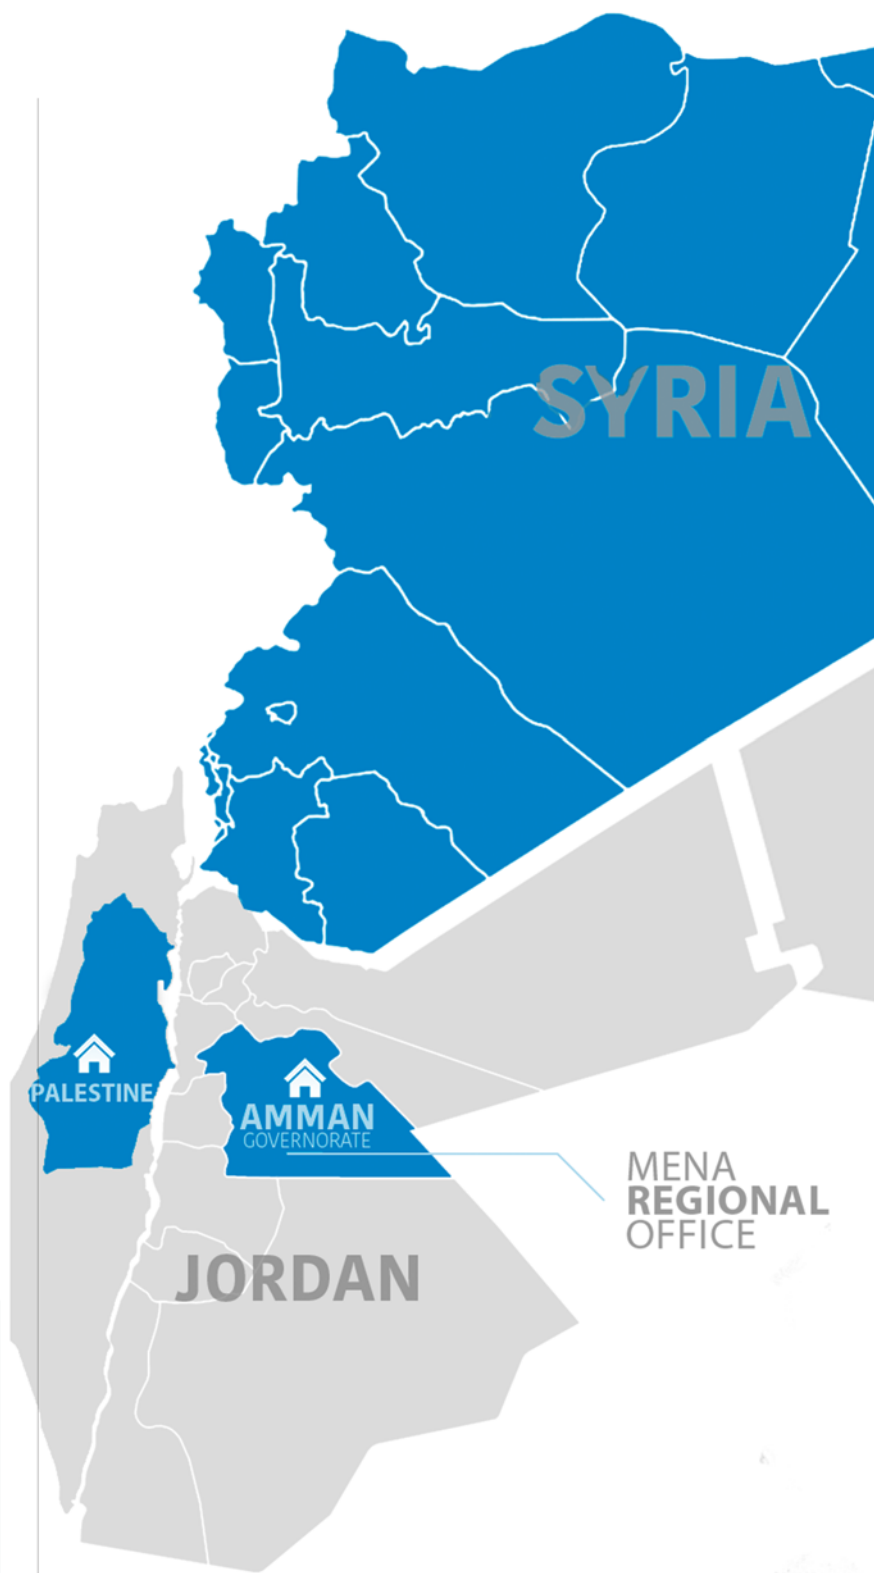 SYRIA
PALESTINE
AMMAN
GOVERNORATE
MENA
REGIONAL
OFFICE
JORDAN